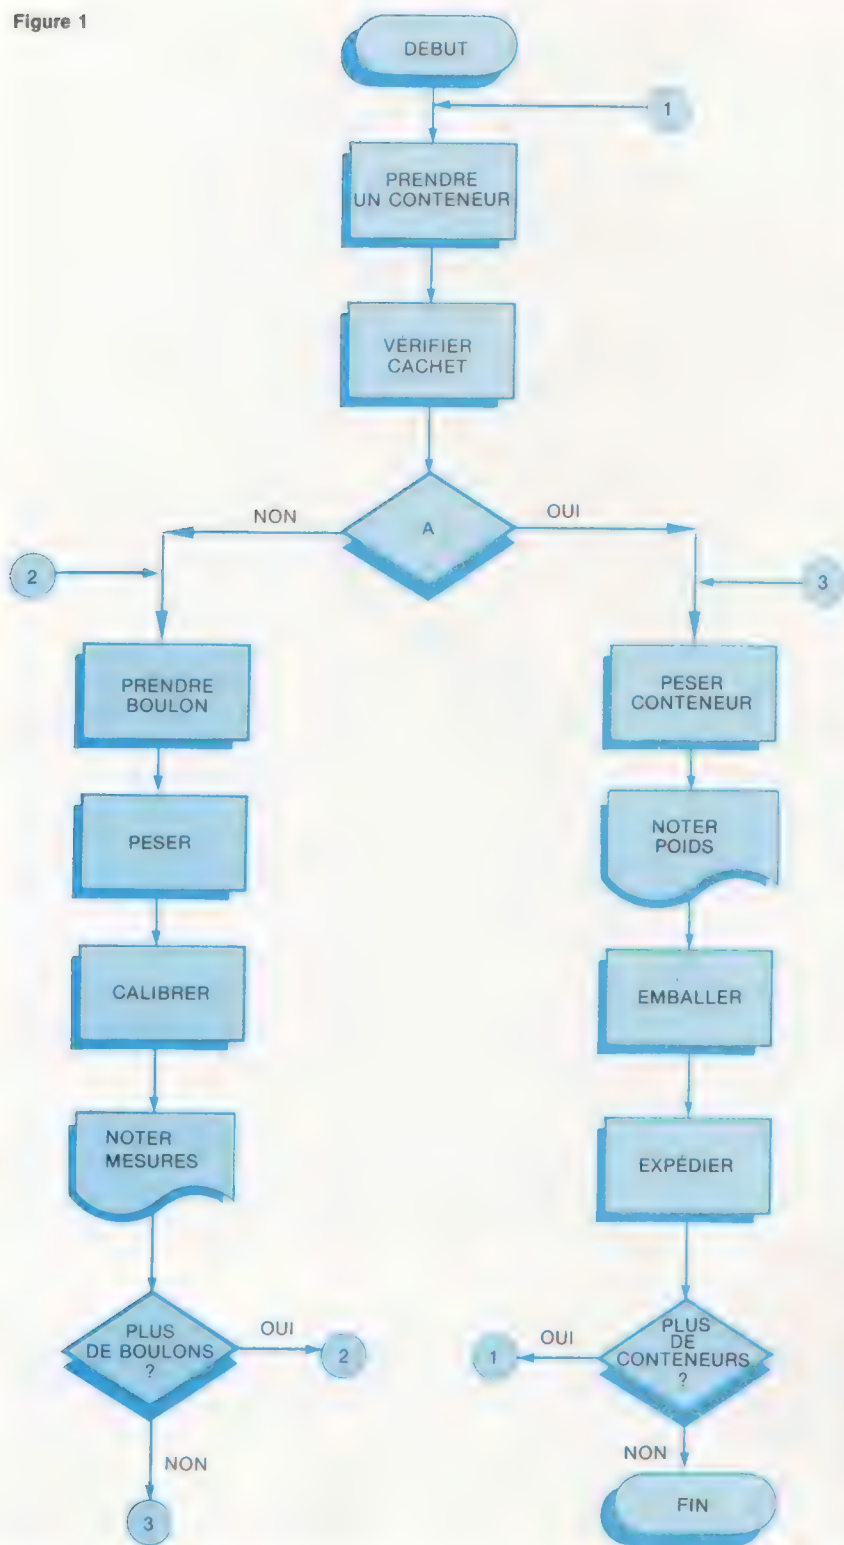 Figure 1
DEBUT
1
PRENDRE
UN CONTENEUR
VÉRIFIER
CACHET
A
NON
OUI
2
3
PRENDRE
BOULON
PESER
CALIBRER
NOTER
MESURES
PLUS
DE BOULONS
?
OUI
2
NON
3
PESER
CONTENEUR
NOTER
POIDS
EMBALLER
EXPÉDIER
PLUS
DE
CONTENEURS
?
OUI
1
NON
FIN